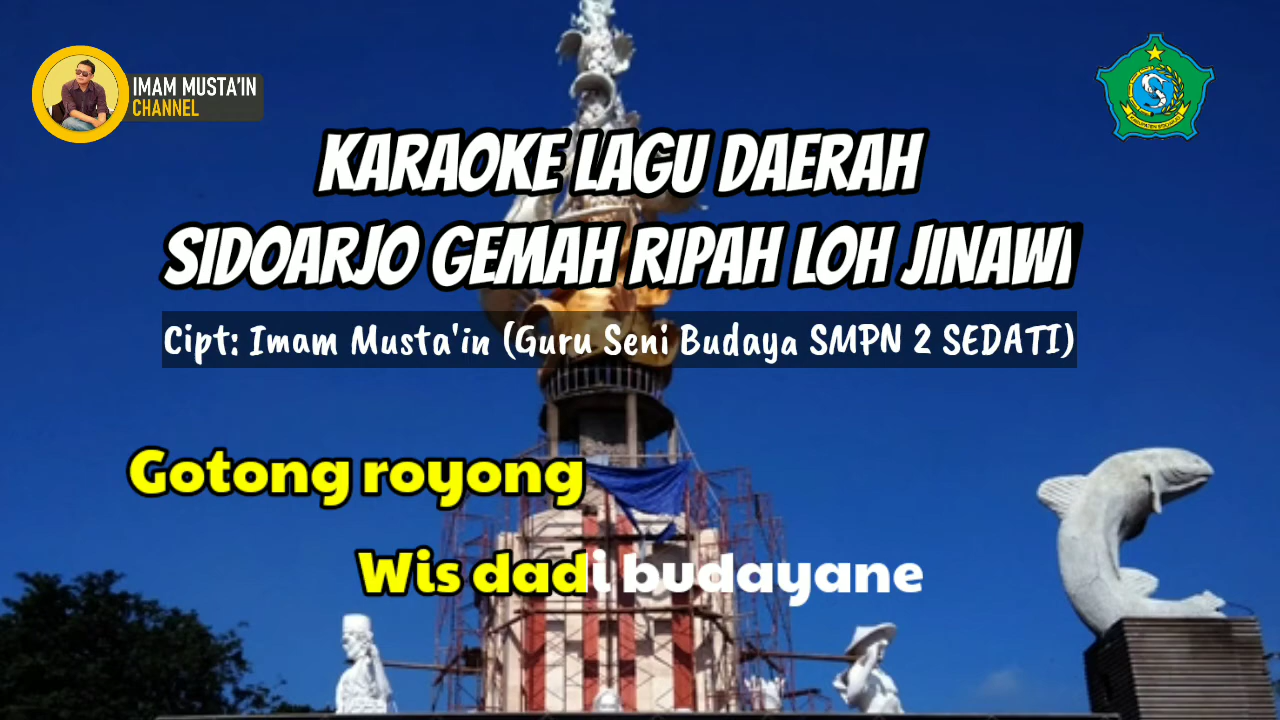 IMAM MUSTA'IN
CHANNEL
KARAOKE LAGU DAERAH
SIDOARJO GEMAH RIPAH LOH JINAWI
Cipt: Imam Musta'in (Guru Seni Budaya SMPN 2 SEDATI)
Gotong royong
Wis dadi budayane